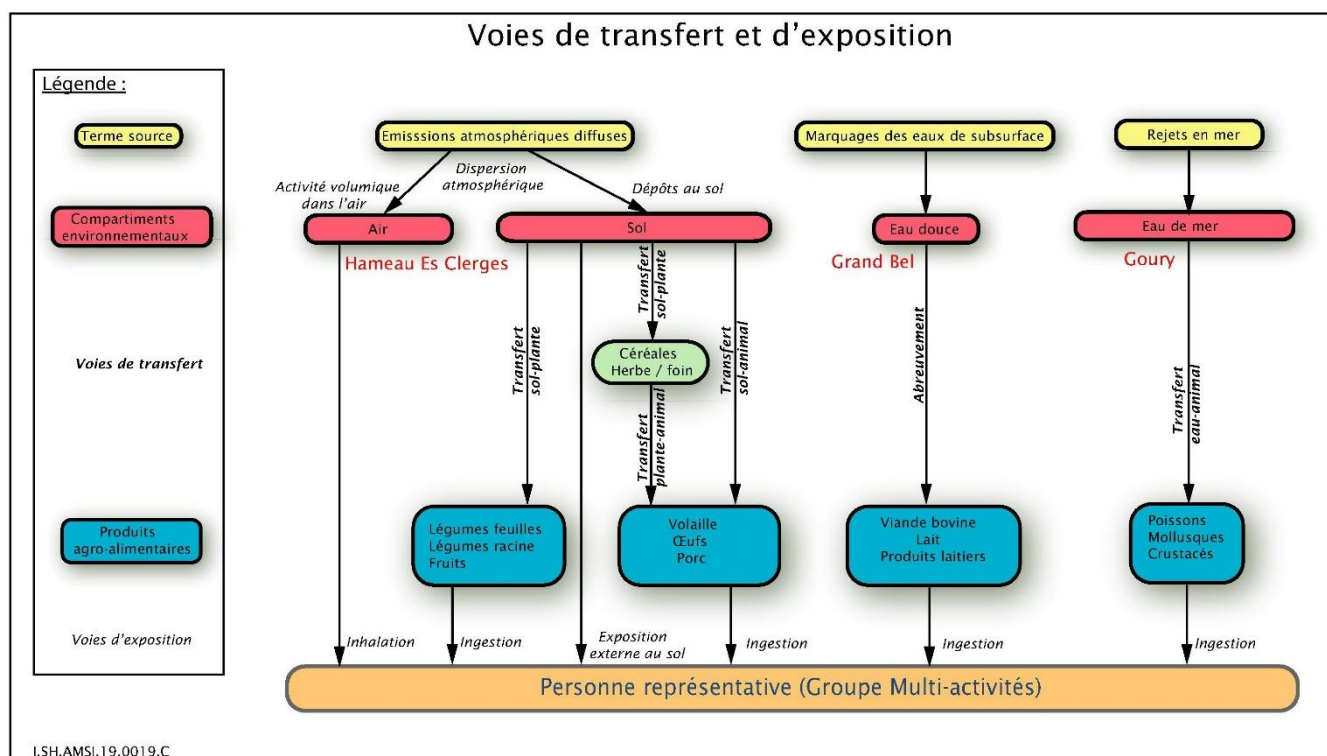 Voies de transfert et d'exposition
Légende :
Terme source
Compartiments
environnementaux
Voies de transfert
Produits
agro-alimentaires
Voies d'exposition
Emisssions atmosphériques diffuses
Marquages des eaux de subsurface
Rejets en mer
Activité volumique
dans l'air
Dispersion
atmosphérique
Dépôts au sol
Air
Sol
Eau douce
Eau de mer
Hameau Es Clerges
Grand Bel
Goury
Transfert
sol-plante
Transfert
sol-plante
Céréales
Herbe / foin
Transfert
plante-animal
Transfert
sol-animal
Abreuvement
Transfert
eau-animal
Légumes feuilles
Légumes racine
Fruits
Volaille
Œufs
Porc
Viande bovine
Lait
Produits laitiers
Poissons
Mollusques
Crustacés
Inhalation
Ingestion
Exposition
externe au sol
Ingestion
Ingestion
Ingestion
Personne représentative (Groupe Multi-activités)
I.SH.AMSI.19.0019.C